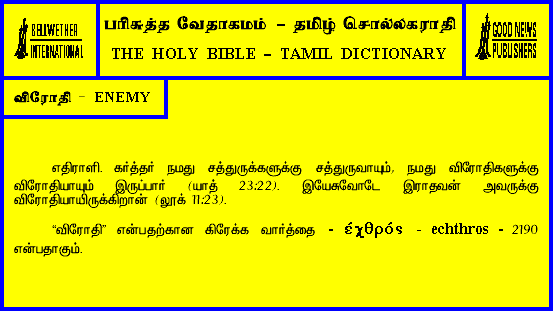 BELLWETHER
INTERNATIONAL
பரிசுத்த வேதாகமம் – தமிழ் சொல்லகராதி
THE HOLY BIBLE – TAMIL DICTIONARY
GOOD NEWS
PUBLISHERS
விரோதி – ENEMY
எதிராளி. கர்த்தர் நமது சத்துருக்களுக்கு சத்துருவாயும், நமது விரோதிகளுக்கு
விரோதியாயும் இருப்பார் (யாத் 23:22). இயேசுவோடே இராதவன் அவருக்கு
விரோதியாயிருக்கிறான் (லூக் 11:23).
“விரோதி” என்பதற்கான கிரேக்க வார்த்தை - έχθρός - echthros - 2190
என்பதாகும்.